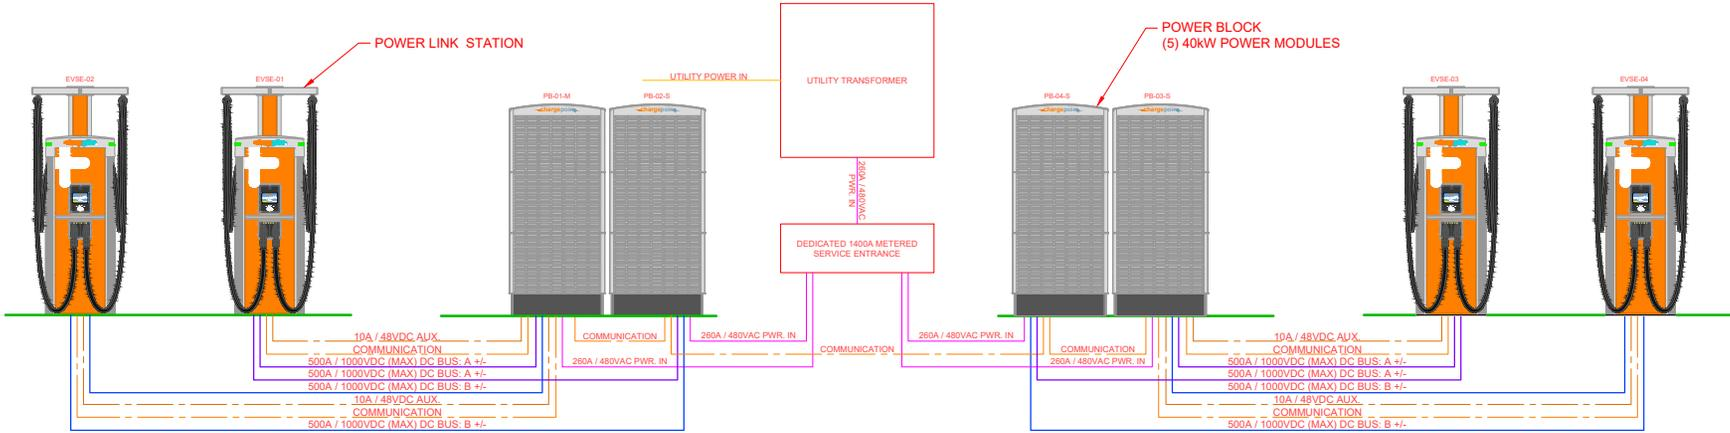 POWER LINK STATION
POWER BLOCK
(5) 40kW POWER MODULES
EVSE-02
EVSE-01
PB-01-M
PB-02-S
UTILITY POWER IN
UTILITY TRANSFORMER
PB-04-S
PB-03-S
EVSE-03
EVSE-04
-chargepoin+
-chargepoin+
-chargepoin+
-chargepoin+
260A / 480VAC
PWR. IN
DEDICATED 1400A METERED
SERVICE ENTRANCE
10A / 48VDC AUX.
COMMUNICATION
500A / 1000VDC (MAX) DC BUS: A +/-
500A / 1000VDC (MAX) DC BUS: A +/-
500A / 1000VDC (MAX) DC BUS: B +/-
10A / 48VDC AUX.
COMMUNICATION
500A / 1000VDC (MAX) DC BUS: B +/-
COMMUNICATION
260A / 480VAC PWR. IN
260A / 480VAC PWR. IN
COMMUNICATION
260A / 480VAC PWR. IN
COMMUNICATION
260A / 480VAC PWR. IN
10A / 48VDC AUX.
COMMUNICATION
500A / 1000VDC (MAX) DC BUS: A +/-
500A / 1000VDC (MAX) DC BUS: A +/-
500A / 1000VDC (MAX) DC BUS: B +/-
10A / 48VDC AUX.
COMMUNICATION
500A / 1000VDC (MAX) DC BUS: B +/-